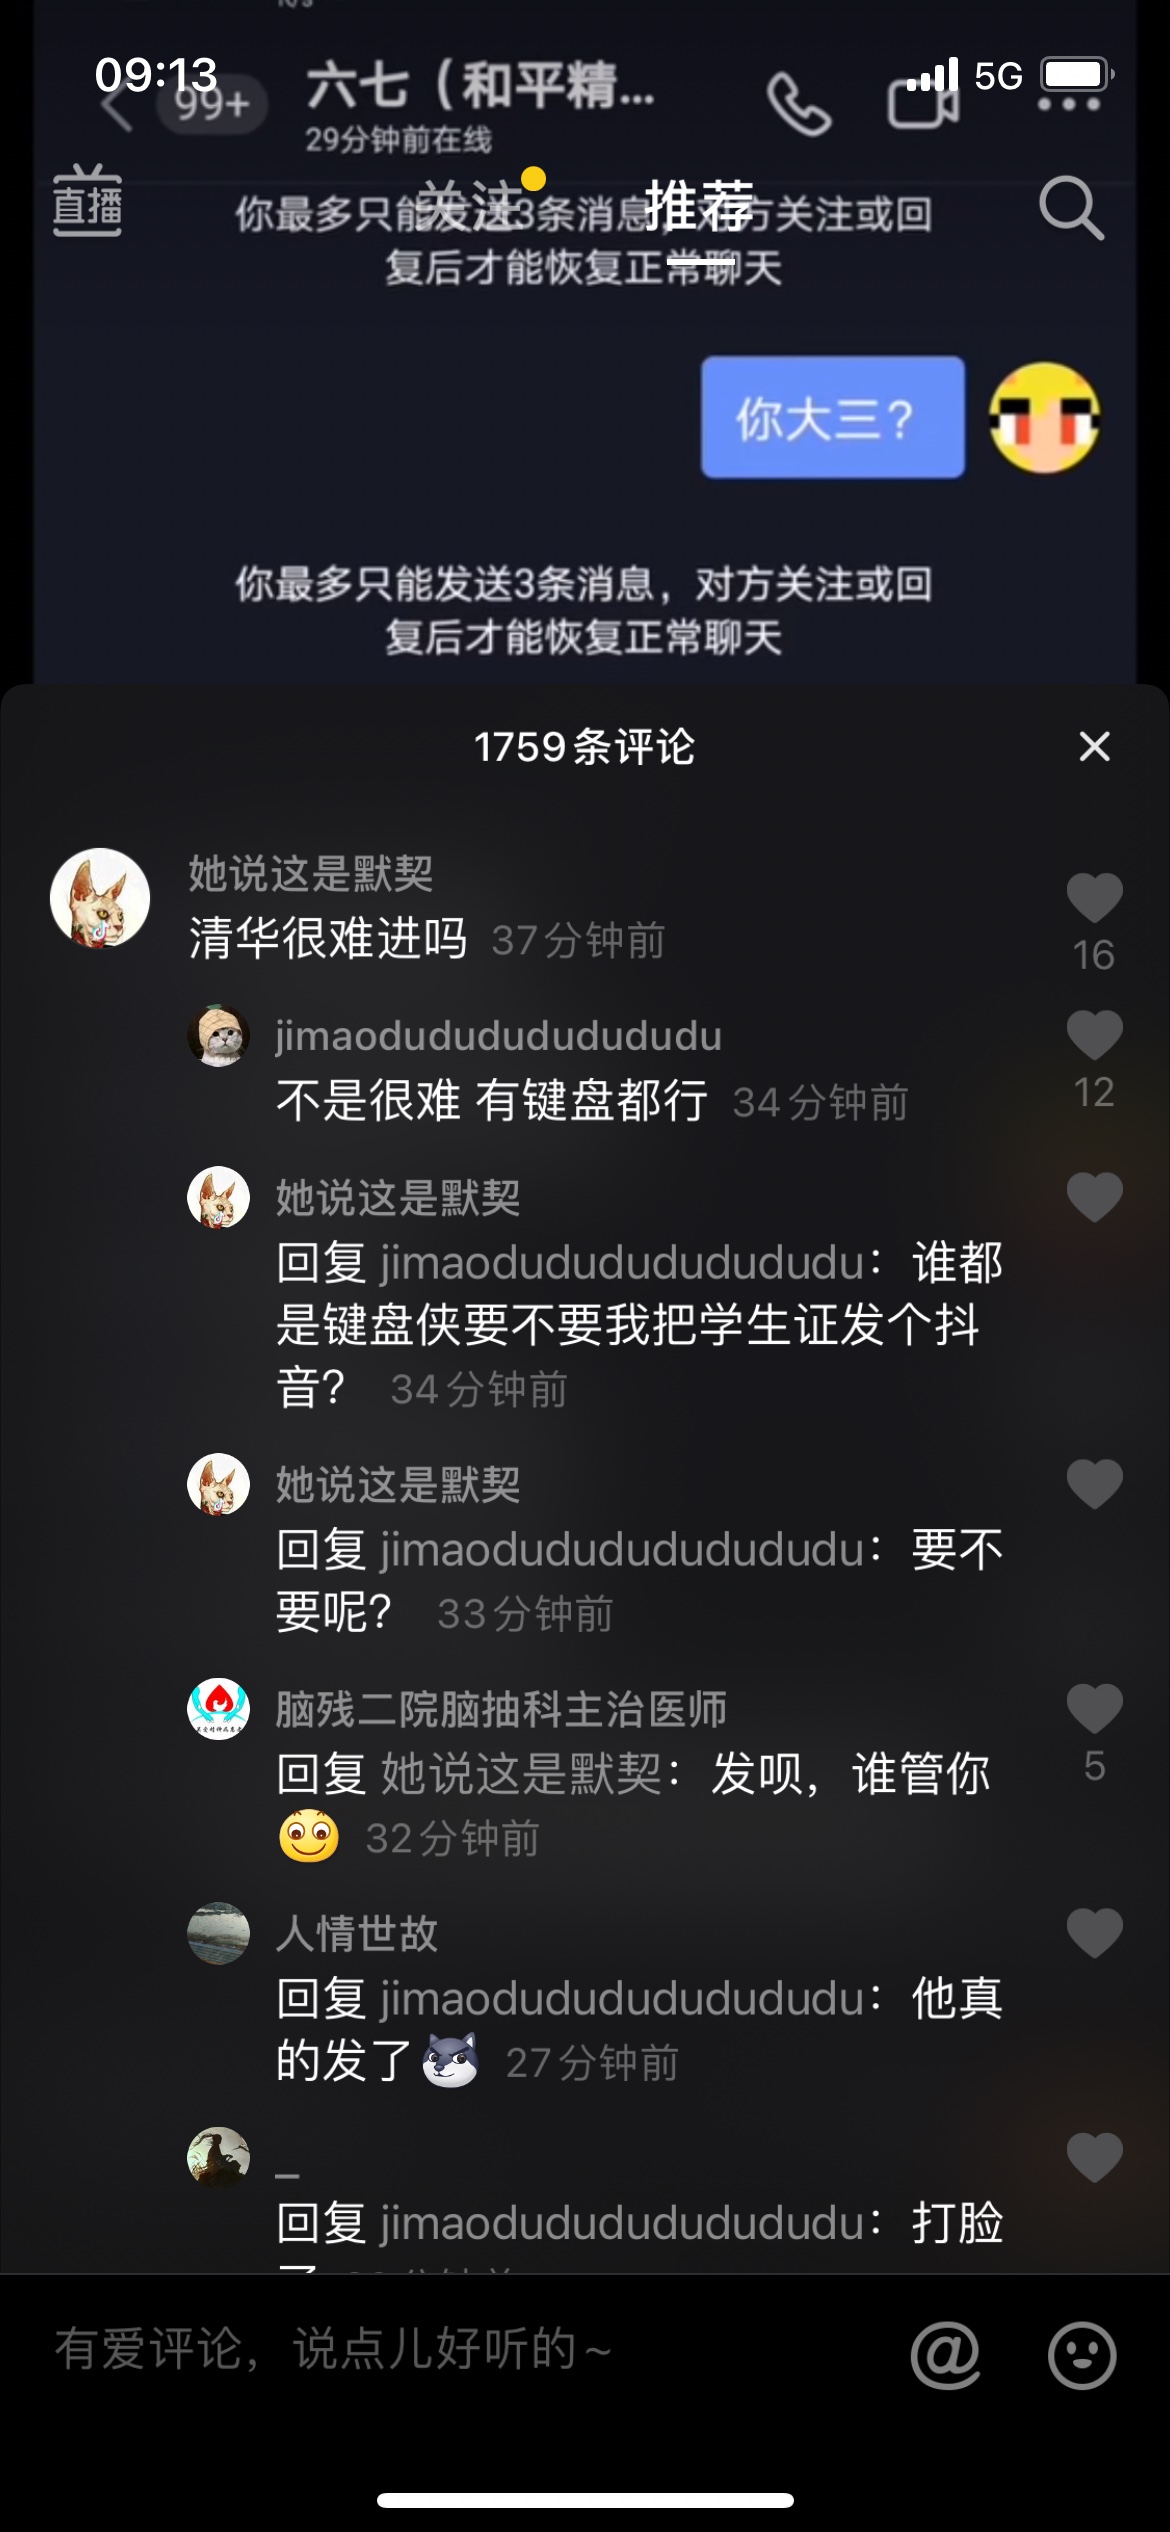 09:13
5G
99+
六七（和平精...
29分钟前在线
直播
关注
推荐
你最多只能发送3条消息，对方关注或回
复后才能恢复正常聊天
你大三？
你最多只能发送3条消息，对方关注或回
复后才能恢复正常聊天
1759条评论
她说这是默契
清华很难进吗 37分钟前
16
jimaodududududududu
不是很难 有键盘都行 34分钟前
12
她说这是默契
回复 jimaodududududududu：谁都
是键盘侠要不要我把学生证发个抖
音? 34分钟前
她说这是默契
回复 jimaodududududududu：要不
要呢? 33分钟前
脑残二院脑抽科主治医师
回复 她说这是默契：发呗，谁管你
32分钟前
5
人情世故
回复 jimaodududududududu：他真
的发了 27分钟前
_
回复 jimaodududududududu：打脸
有爱评论，说点儿好听的~
@